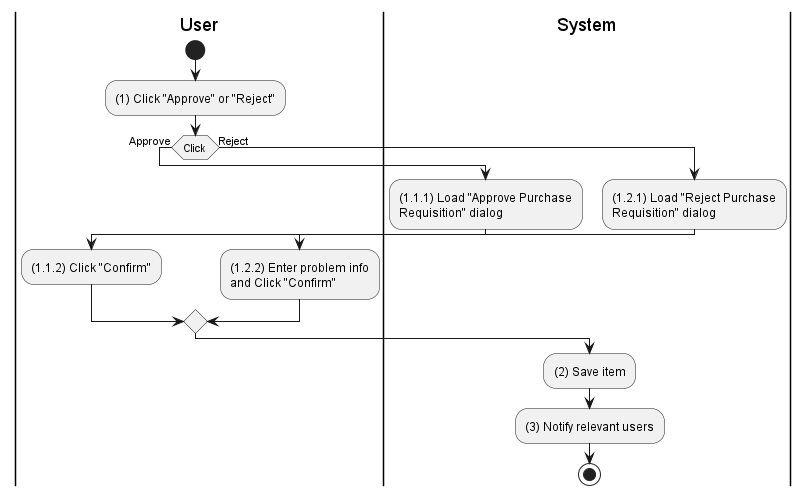 User
System
(1) Click "Approve" or "Reject"
Approve
Click
Reject
(1.1.1) Load "Approve Purchase
Requisition" dialog
(1.2.1) Load "Reject Purchase
Requisition" dialog
(1.1.2) Click "Confirm"
(1.2.2) Enter problem info
and Click "Confirm"
(2) Save item
(3) Notify relevant users